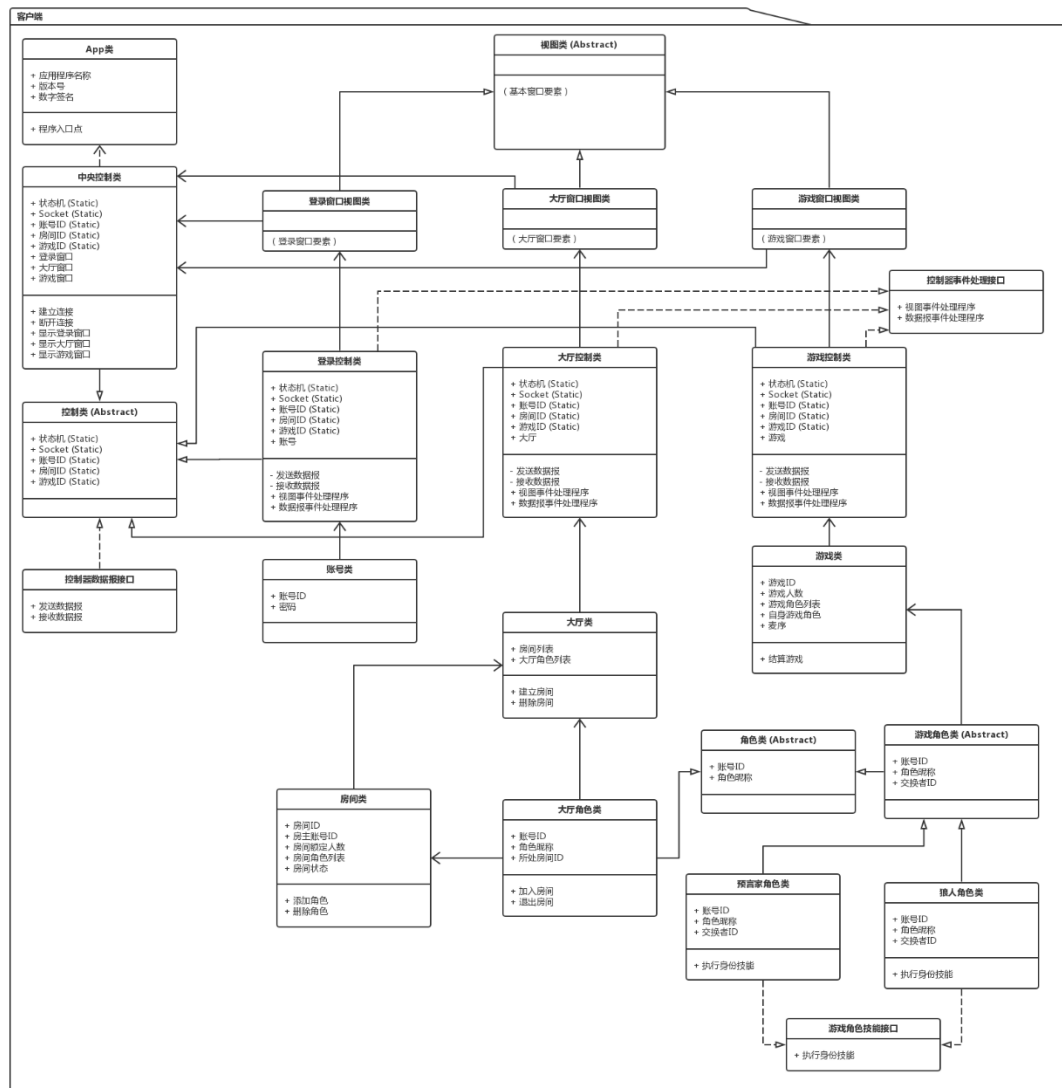 客户端
App类
+ 应用程序名称
+ 版本号
+ 数字签名
+ 程序入口点
视图类 (Abstract)
( 基本窗口要素 )
中央控制类
+ 状态机 (Static)
+ Socket (Static)
+ 账号ID (Static)
+ 房间ID (Static)
+ 游戏ID (Static)
+ 登录窗口
+ 大厅窗口
+ 游戏窗口
+ 建立连接
+ 断开连接
+ 显示登录窗口
+ 显示大厅窗口
+ 显示游戏窗口
登录窗口视图类
( 登录窗口要素 )
大厅窗口视图类
( 大厅窗口要素 )
游戏窗口视图类
( 游戏窗口要素 )
控制器事件处理接口
+ 视图事件处理程序
+ 数据报事件处理程序
控制类 (Abstract)
+ 状态机 (Static)
+ Socket (Static)
+ 账号ID (Static)
+ 房间ID (Static)
+ 游戏ID (Static)
登录控制类
+ 状态机 (Static)
+ Socket (Static)
+ 账号ID (Static)
+ 房间ID (Static)
+ 游戏ID (Static)
+ 账号
- 发送数据报
- 接收数据报
+ 视图事件处理程序
+ 数据报事件处理程序
大厅控制类
+ 状态机 (Static)
+ Socket (Static)
+ 账号ID (Static)
+ 房间ID (Static)
+ 游戏ID (Static)
+ 大厅
- 发送数据报
- 接收数据报
+ 视图事件处理程序
+ 数据报事件处理程序
游戏控制类
+ 状态机 (Static)
+ Socket (Static)
+ 账号ID (Static)
+ 房间ID (Static)
+ 游戏ID (Static)
+ 游戏
- 发送数据报
- 接收数据报
+ 视图事件处理程序
+ 数据报事件处理程序
控制器数据报接口
+ 发送数据报
+ 接收数据报
账号类
+ 账号ID
+ 密码
游戏类
+ 游戏ID
+ 游戏人数
+ 游戏角色列表
+ 自身游戏角色
+ 麦序
+ 结算游戏
大厅类
+ 房间列表
+ 大厅角色列表
+ 建立房间
+ 删除房间
角色类 (Abstract)
+ 账号ID
+ 角色昵称
游戏角色类 (Abstract)
+ 账号ID
+ 角色昵称
+ 交换者ID
房间类
+ 房间ID
+ 房主账号ID
+ 房间额定人数
+ 房间角色列表
+ 房间状态
+ 添加角色
+ 删除角色
大厅角色类
+ 账号ID
+ 角色昵称
+ 所处房间ID
+ 加入房间
+ 退出房间
预言家角色类
+ 账号ID
+ 角色昵称
+ 交换者ID
+ 执行身份技能
狼人角色类
+ 账号ID
+ 角色昵称
+ 交换者ID
+ 执行身份技能
游戏角色技能接口
+ 执行身份技能